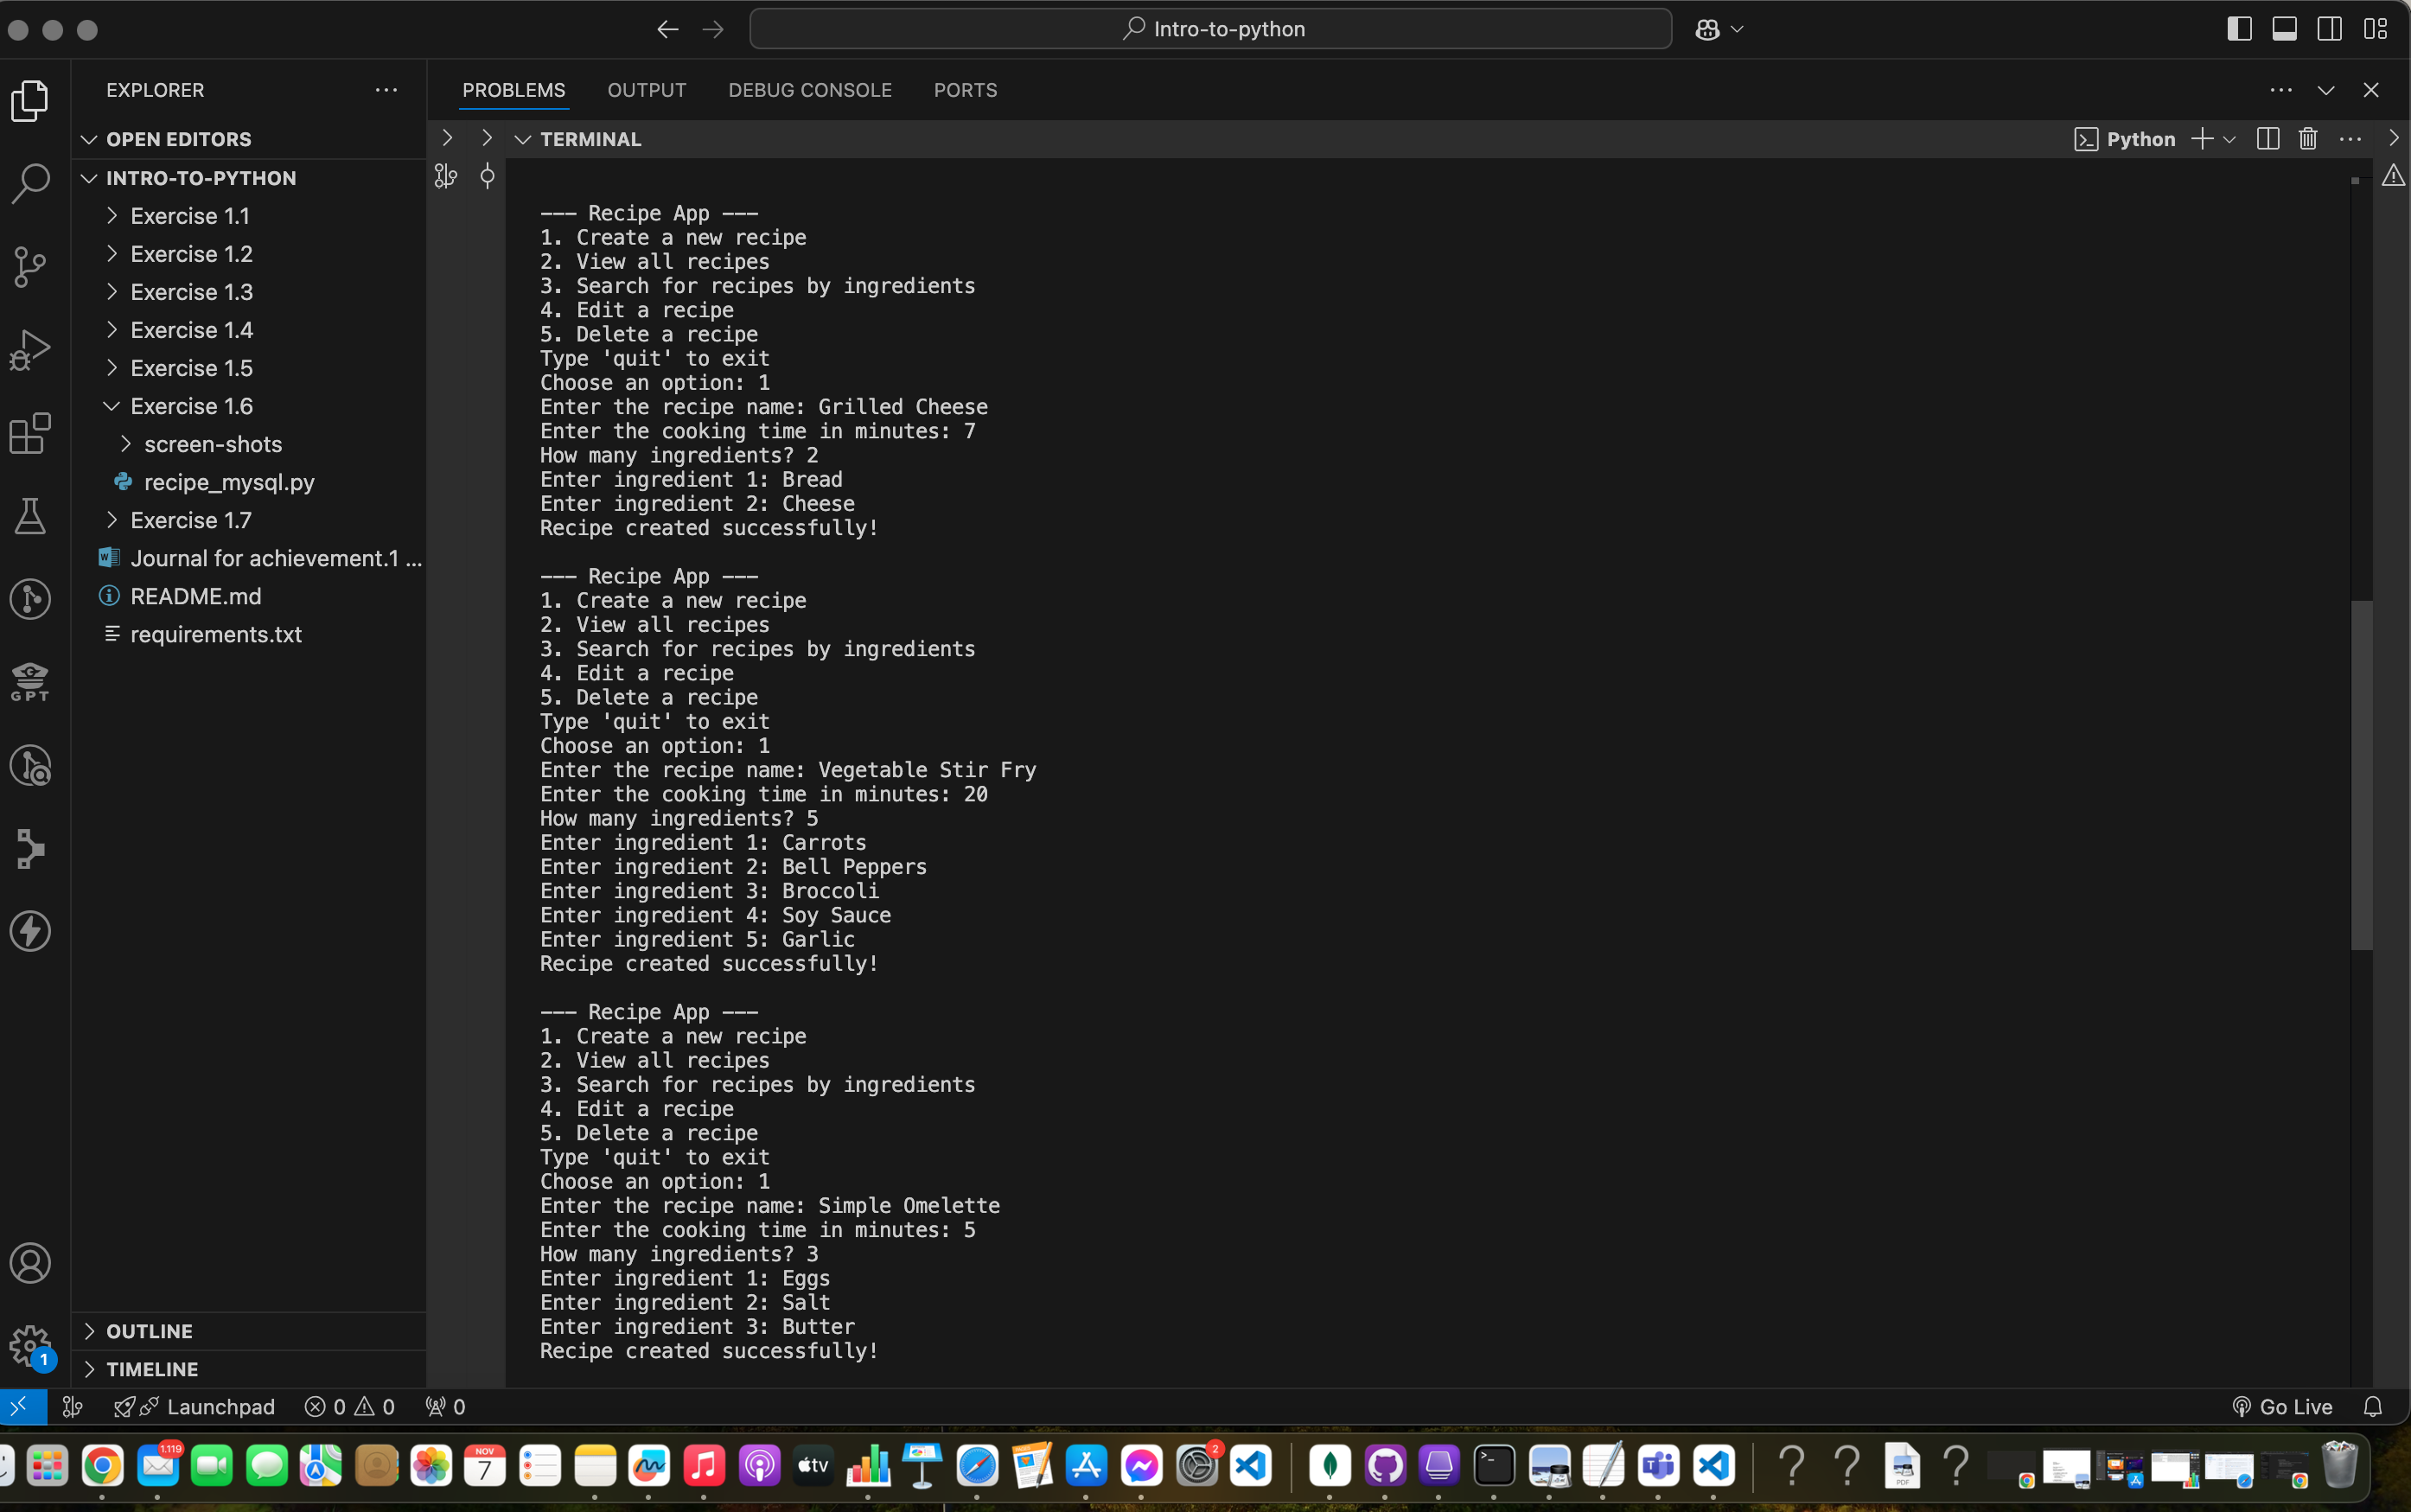 Intro-to-python
EXPLORER
PROBLEMS
OUTPUT
DEBUG CONSOLE
PORTS
OPEN EDITORS
TERMINAL
Python
INTRO-TO-PYTHON
Exercise 1.1
Exercise 1.2
Exercise 1.3
Exercise 1.4
Exercise 1.5
Exercise 1.6
screen-shots
recipe_mysql.py
Exercise 1.7
Journal for achievement.1 ...
README.md
requirements.txt
GPT
OUTLINE
TIMELINE
1
--- Recipe App ---
1. Create a new recipe
2. View all recipes
3. Search for recipes by ingredients
4. Edit a recipe
5. Delete a recipe
Type 'quit' to exit
Choose an option: 1
Enter the recipe name: Grilled Cheese
Enter the cooking time in minutes: 7
How many ingredients? 2
Enter ingredient 1: Bread
Enter ingredient 2: Cheese
Recipe created successfully!
--- Recipe App ---
1. Create a new recipe
2. View all recipes
3. Search for recipes by ingredients
4. Edit a recipe
5. Delete a recipe
Type 'quit' to exit
Choose an option: 1
Enter the recipe name: Vegetable Stir Fry
Enter the cooking time in minutes: 20
How many ingredients? 5
Enter ingredient 1: Carrots
Enter ingredient 2: Bell Peppers
Enter ingredient 3: Broccoli
Enter ingredient 4: Soy Sauce
Enter ingredient 5: Garlic
Recipe created successfully!
--- Recipe App ---
1. Create a new recipe
2. View all recipes
3. Search for recipes by ingredients
4. Edit a recipe
5. Delete a recipe
Type 'quit' to exit
Choose an option: 1
Enter the recipe name: Simple Omelette
Enter the cooking time in minutes: 5
How many ingredients? 3
Enter ingredient 1: Eggs
Enter ingredient 2: Salt
Enter ingredient 3: Butter
Recipe created successfully!
Launchpad
0
0
0
Go Live
1.119
NOV
7
tv
2
PDF